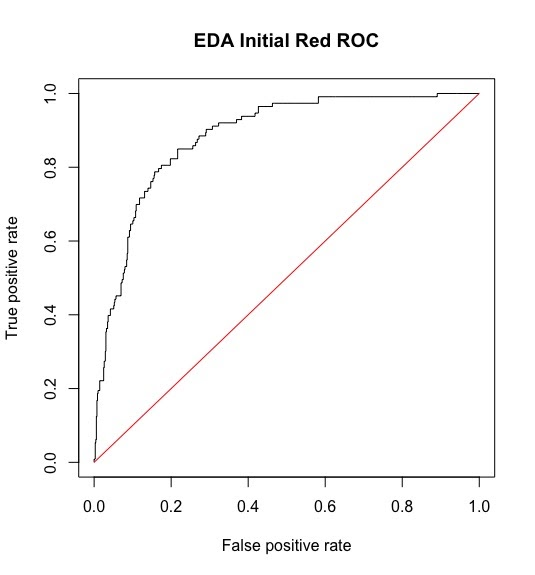 EDA Initial Red ROC
1.0
0.8
0.6
0.4
0.2
0.0
True positive rate
0.0 0.2 0.4 0.6 0.8 1.0
False positive rate